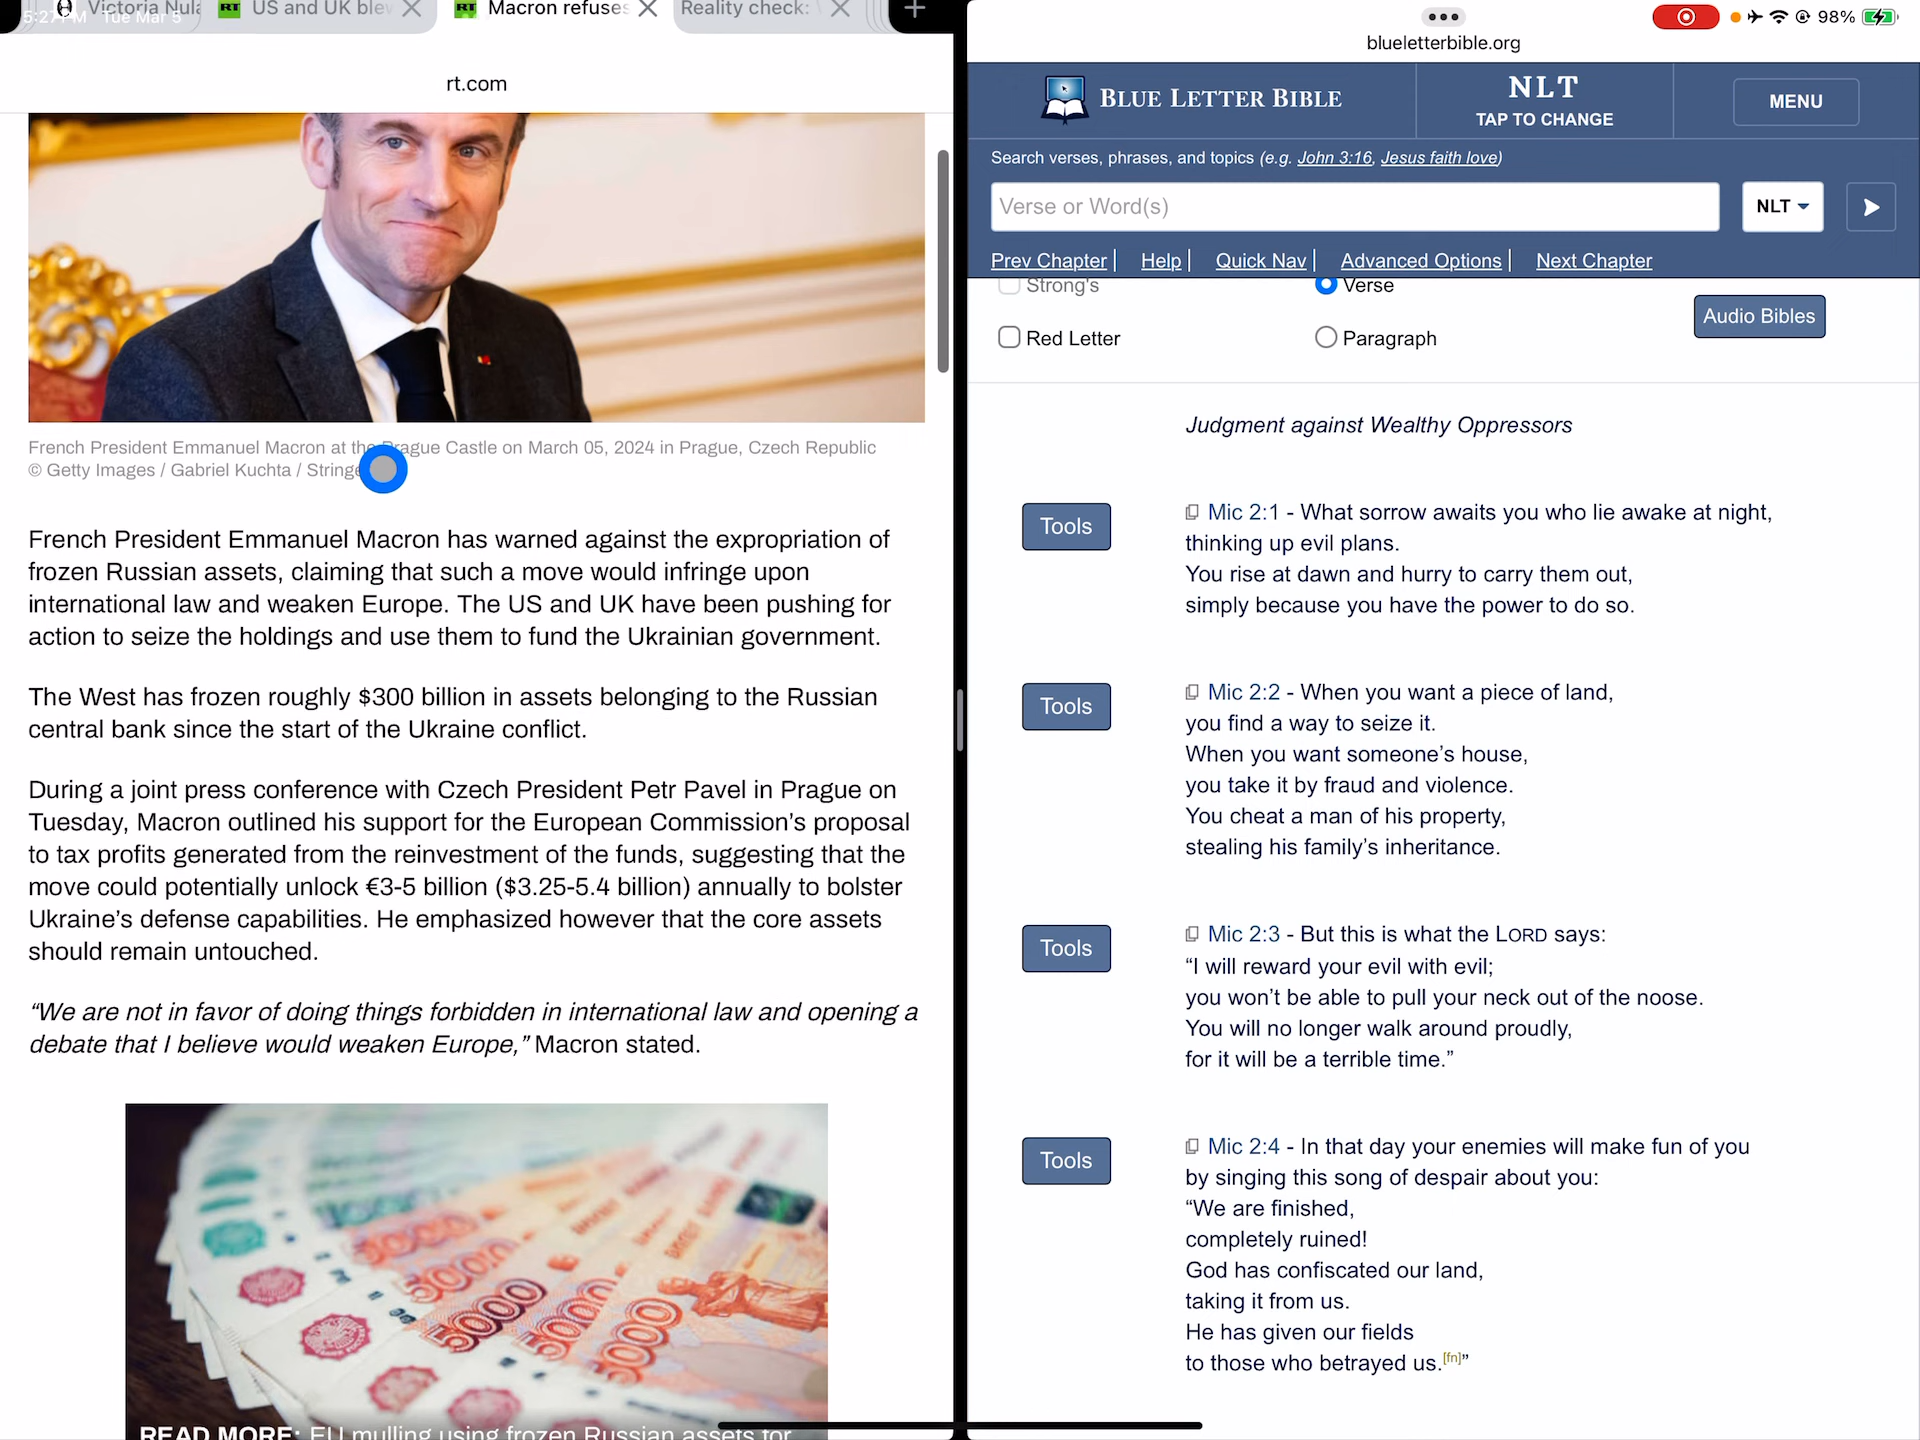 5:27 PM Tue Mar 5
Victoria Nula
RT US and UK blev
RT Macron refuses
Reality check:
rt.com
French President Emmanuel Macron at the Prague Castle on March 05, 2024 in Prague, Czech Republic
© Getty Images / Gabriel Kuchta / Stringe
French President Emmanuel Macron has warned against the expropriation of
frozen Russian assets, claiming that such a move would infringe upon
international law and weaken Europe. The US and UK have been pushing for
action to seize the holdings and use them to fund the Ukrainian government.
The West has frozen roughly $300 billion in assets belonging to the Russian
central bank since the start of the Ukraine conflict.
During a joint press conference with Czech President Petr Pavel in Prague on
Tuesday, Macron outlined his support for the European Commission’s proposal
to tax profits generated from the reinvestment of the funds, suggesting that the
move could potentially unlock €3-5 billion ($3.25-5.4 billion) annually to bolster
Ukraine’s defense capabilities. He emphasized however that the core assets
should remain untouched.
“We are not in favor of doing things forbidden in international law and opening a
debate that I believe would weaken Europe,” Macron stated.
5000
5000
5000
READ MORE: EU mulling using frozen Russian assets for
98%
blueletterbible.org
BLUE LETTER BIBLE
NLT
TAP TO CHANGE
MENU
Search verses, phrases, and topics (e.g. John 3:16, Jesus faith love)
Verse or Word(s)
NLT
Prev Chapter | Help | Quick Nav | Advanced Options | Next Chapter
Strong's
Verse
Audio Bibles
Red Letter
Paragraph
Judgment against Wealthy Oppressors
Tools
Mic 2:1 - What sorrow awaits you who lie awake at night,
thinking up evil plans.
You rise at dawn and hurry to carry them out,
simply because you have the power to do so.
Tools
Mic 2:2 - When you want a piece of land,
you find a way to seize it.
When you want someone’s house,
you take it by fraud and violence.
You cheat a man of his property,
stealing his family’s inheritance.
Tools
Mic 2:3 - But this is what the LORD says:
“I will reward your evil with evil;
you won’t be able to pull your neck out of the noose.
You will no longer walk around proudly,
for it will be a terrible time.”
Tools
Mic 2:4 - In that day your enemies will make fun of you
by singing this song of despair about you:
“We are finished,
completely ruined!
God has confiscated our land,
taking it from us.
He has given our fields
to those who betrayed us.[fn]”